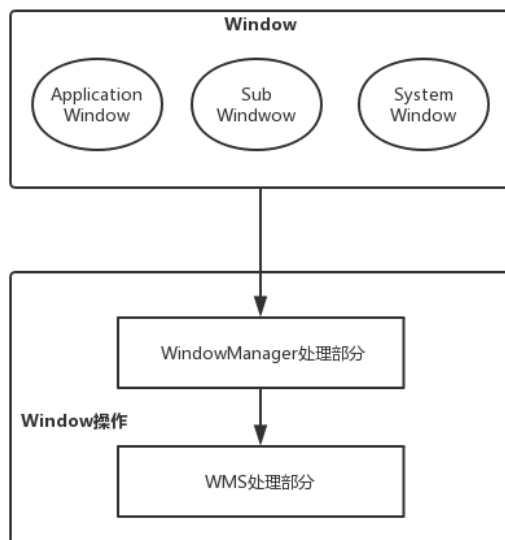 Window
Application
Window
Sub
Windwow
System
Window
WindowManager处理部分
Window操作
WMS处理部分